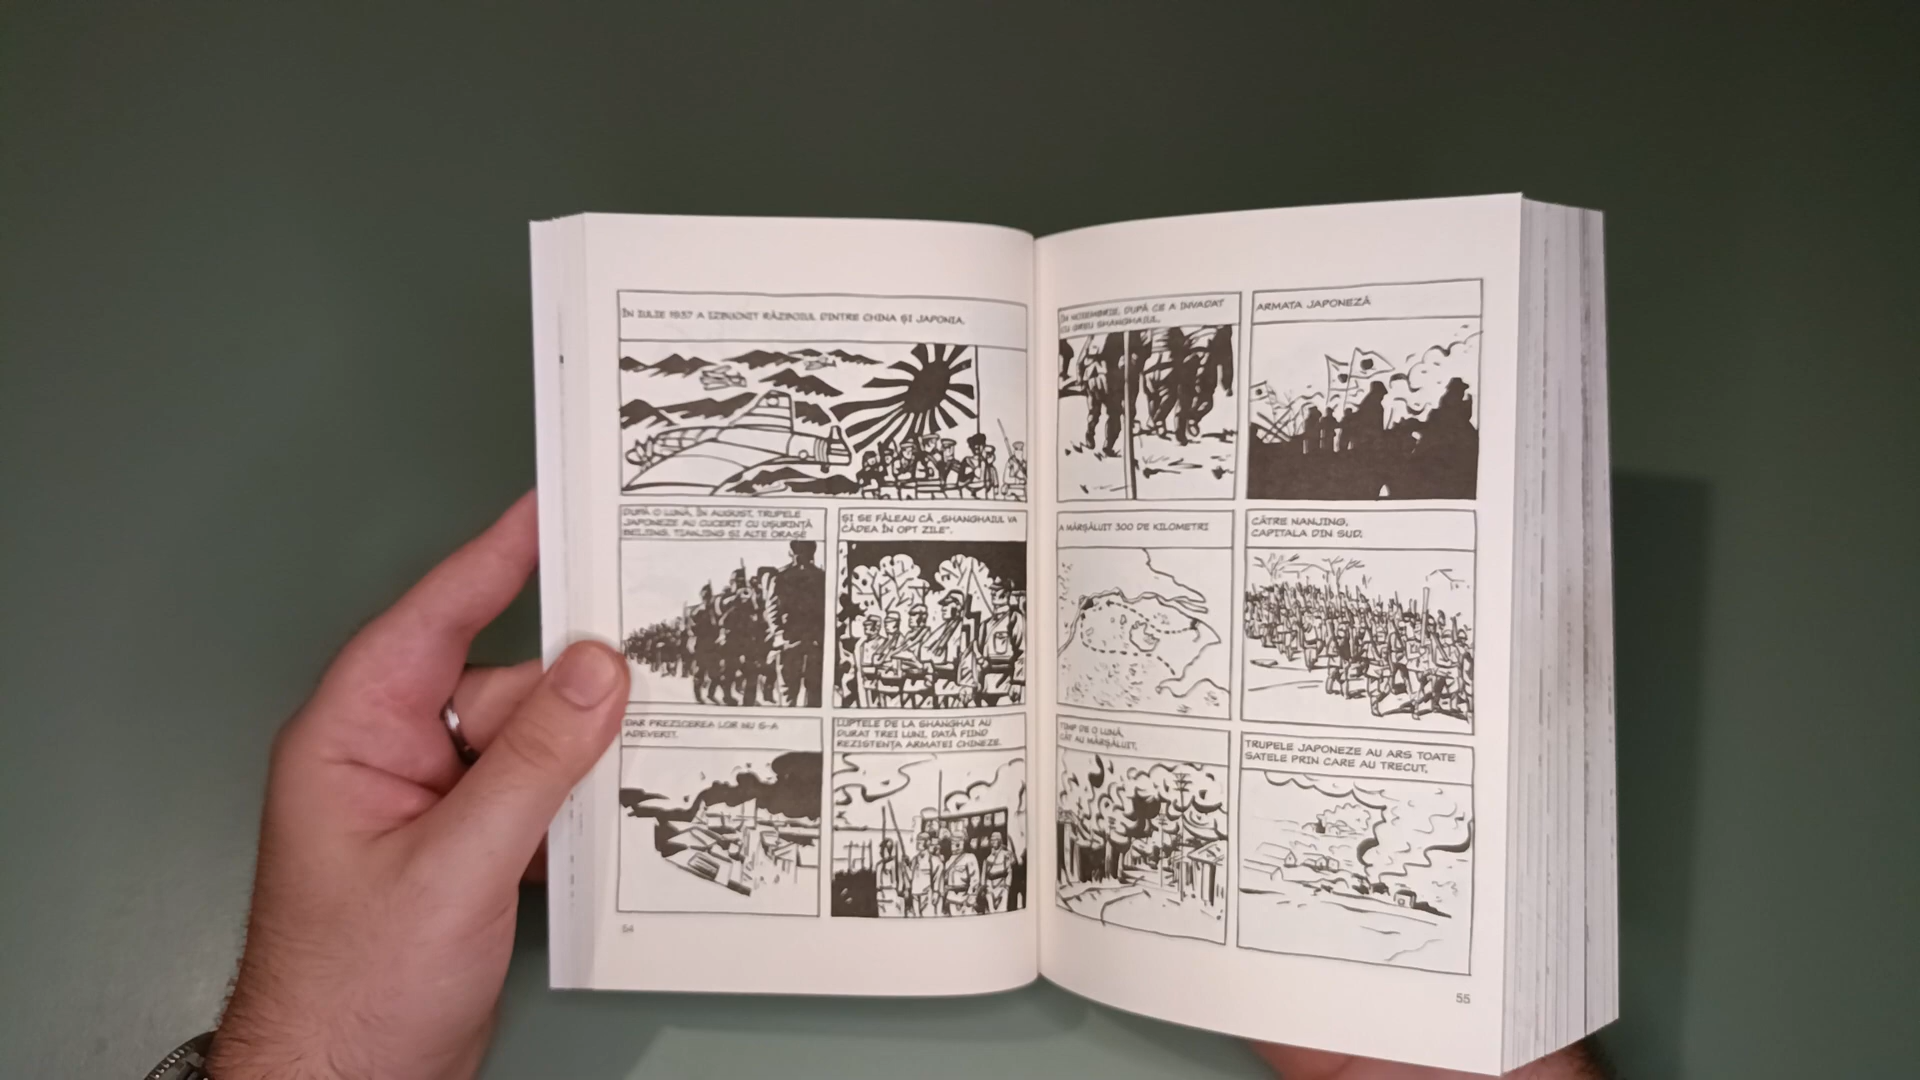 ÎN IULIE 1937 A IZBUCNIT RĂZBOIUL DINTRE CHINA ȘI JAPONIA.
DUPĂ O LUNĂ, ÎN AUGUST, TRUPELE
JAPONEZE AU CUCERIT CU UȘURINȚĂ
BEIJING, TIANJING ȘI ALTE ORAȘE
ȘI SE FĂLEAU CĂ „SHANGHAIUL VA
CĂDEA ÎN OPT ZILE”.
DAR PREZICEREA LOR NU S-A
ADEVERIT.
LUPTELE DE LA SHANGHAI AU
DURAT TREI LUNI, DATĂ FIIND
REZISTENȚA ARMATEI CHINEZE.
54
ÎN NOIEMBRIE, DUPĂ CE A INVADAT
CU GREU SHANGHAIUL,
ARMATA JAPONEZĂ
A MĂRȘĂLUIT 300 DE KILOMETRI
CĂTRE NANJING,
CAPITALA DIN SUD.
TIMP DE O LUNĂ,
CÂT AU MĂRȘĂLUIT,
TRUPELE JAPONEZE AU ARS TOATE
SATELE PRIN CARE AU TRECUT,
55